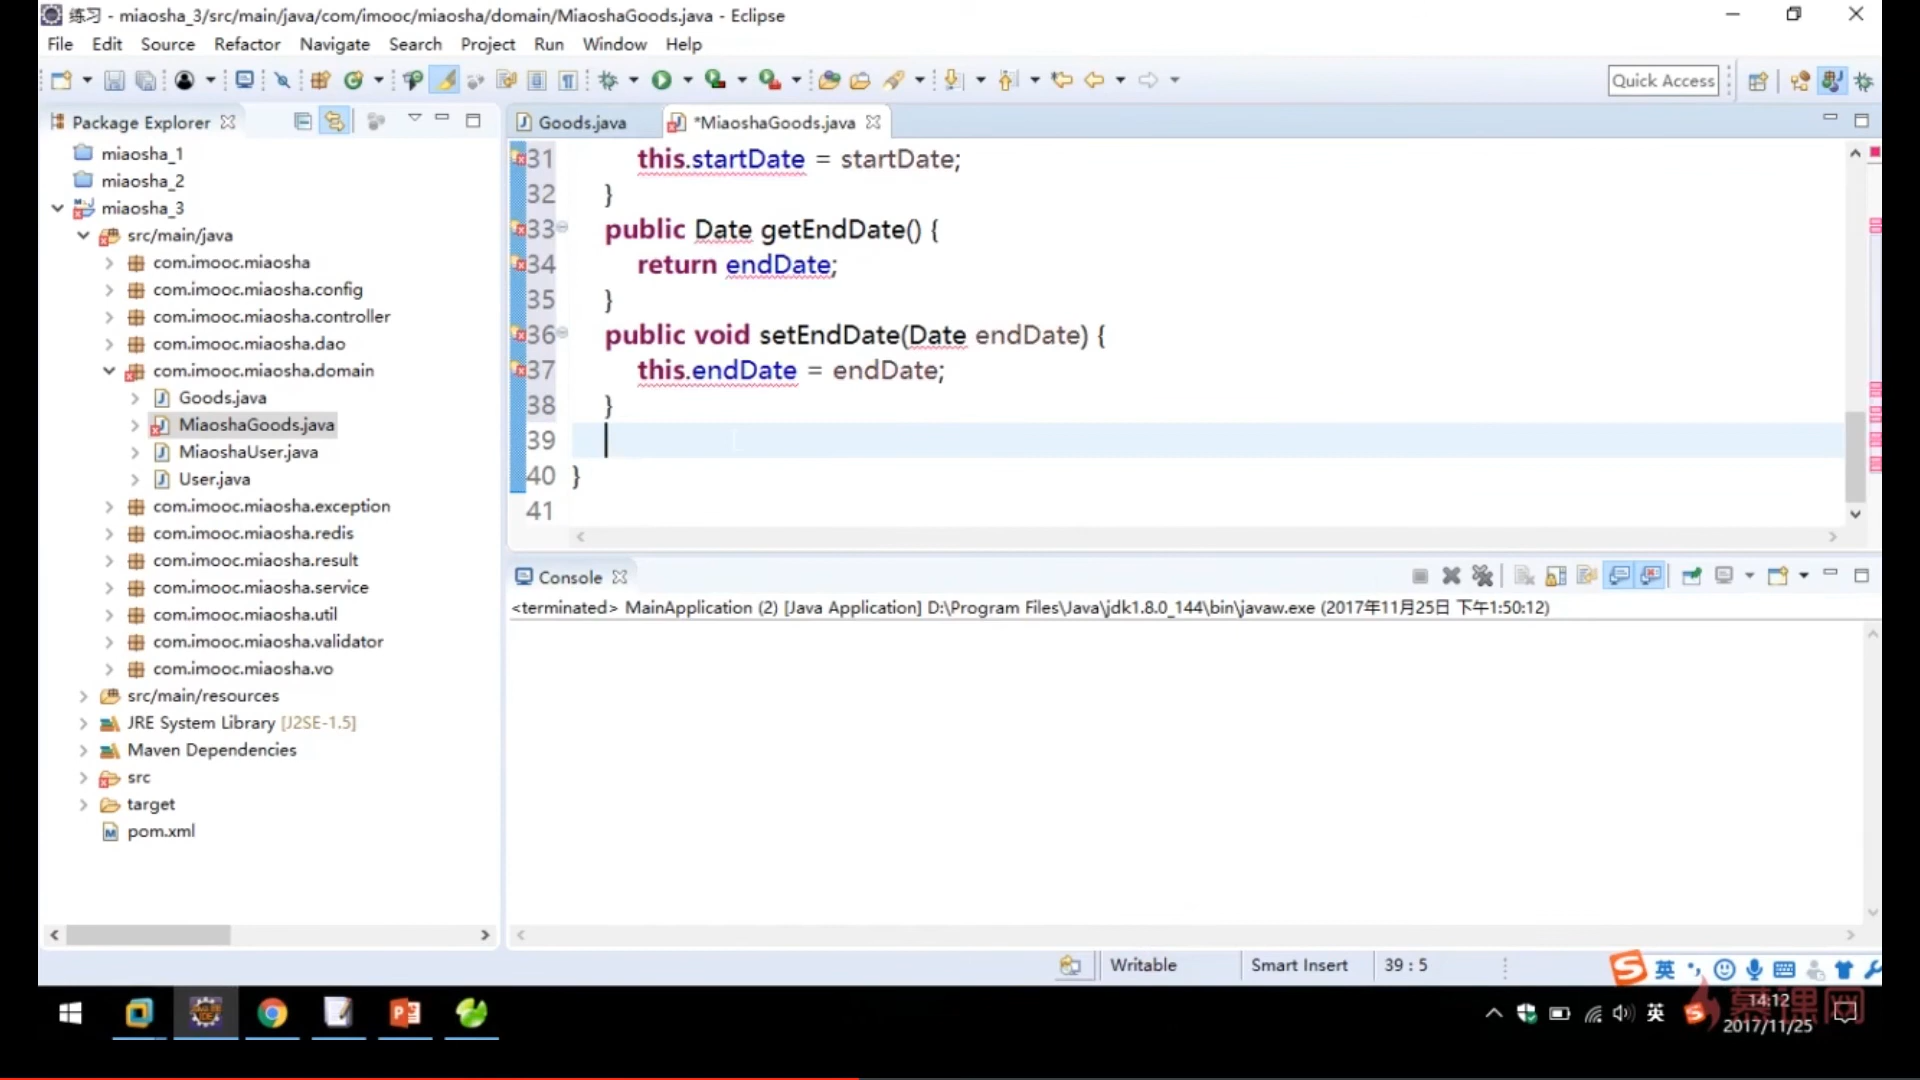 练习 - miaosha_3/src/main/java/com/imooc/miaosha/domain/MiaoshaGoods.java - Eclipse
File Edit Source Refactor Navigate Search Project Run Window Help
Quick Access
Package Explorer
miaosha_1
miaosha_2
miaosha_3
src/main/java
com.imooc.miaosha
com.imooc.miaosha.config
com.imooc.miaosha.controller
com.imooc.miaosha.dao
com.imooc.miaosha.domain
Goods.java
MiaoshaGoods.java
MiaoshaUser.java
User.java
com.imooc.miaosha.exception
com.imooc.miaosha.redis
com.imooc.miaosha.result
com.imooc.miaosha.service
com.imooc.miaosha.util
com.imooc.miaosha.validator
com.imooc.miaosha.vo
src/main/resources
JRE System Library [J2SE-1.5]
Maven Dependencies
src
target
pom.xml
Goods.java *MiaoshaGoods.java
31 this.startDate = startDate;
32 }
33 public Date getEndDate() {
34 return endDate;
35 }
36 public void setEndDate(Date endDate) {
37 this.endDate = endDate;
38 }
39
40 }
41
Console
<terminated> MainApplication (2) [Java Application] D:\Program Files\Java\jdk1.8.0_144\bin\javaw.exe (2017年11月25日 下午1:50:12)
Writable Smart Insert 39 : 5
英
英
14:12
2017/11/25
慕课网